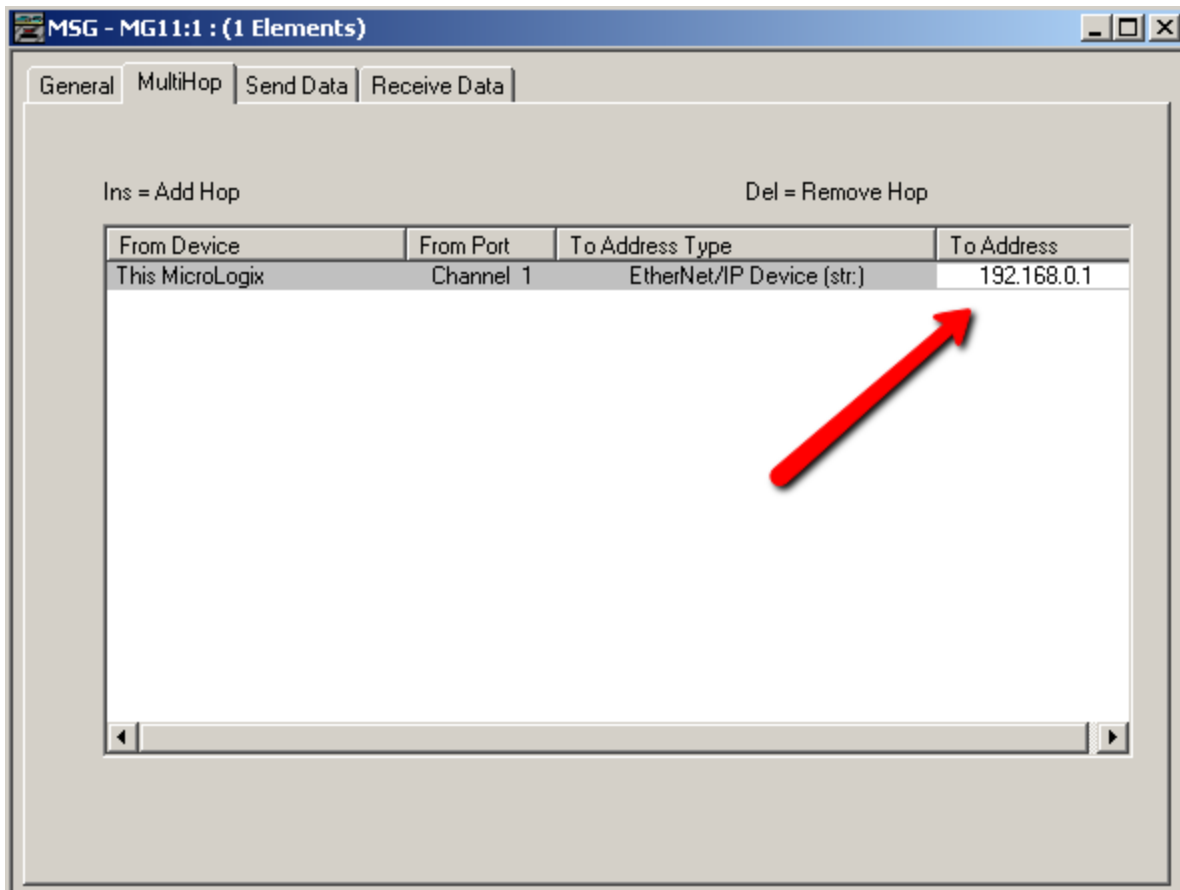 MSG - MG11:1 : (1 Elements)
General MultiHop Send Data Receive Data
Ins = Add Hop Del = Remove Hop
From Device From Port To Address Type To Address
This MicroLogix Channel 1 EtherNet/IP Device (str:) 192.168.0.1